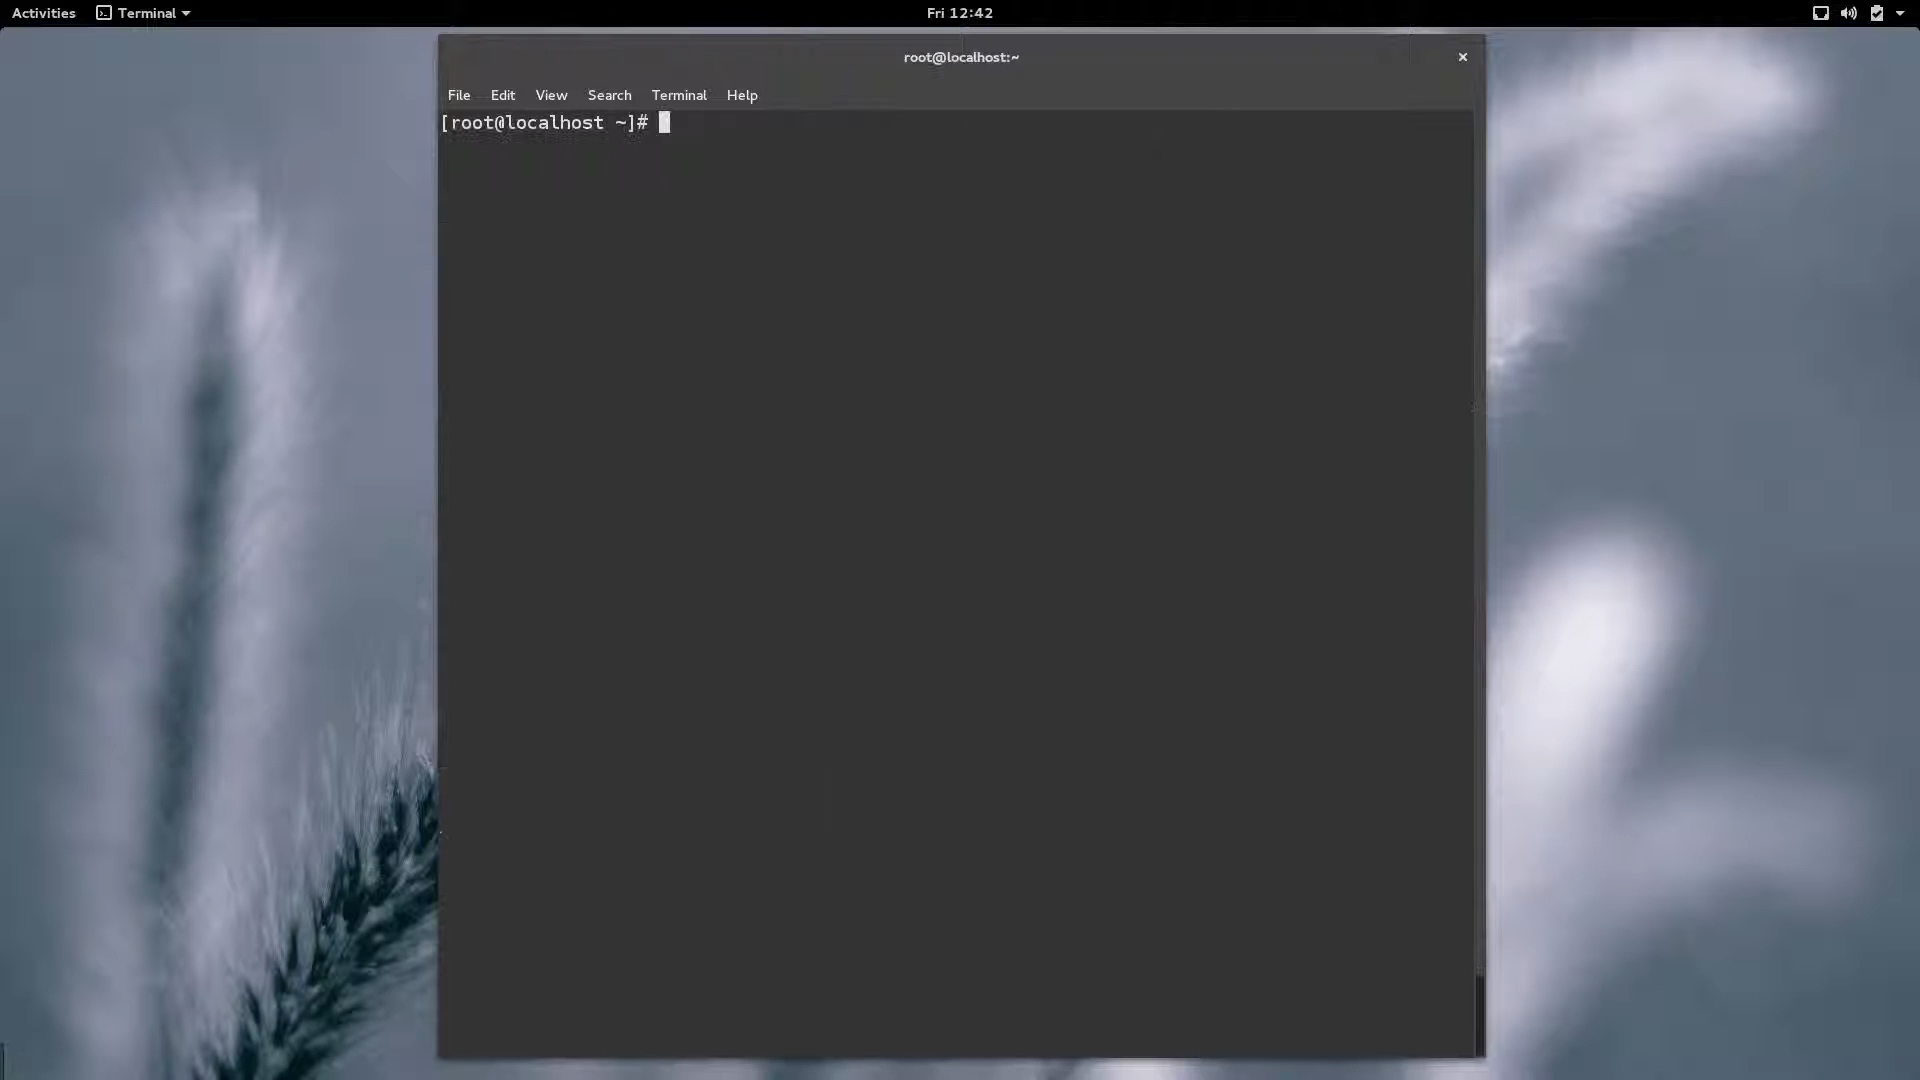 Activities Terminal Fri 12:42
root@localhost:~
File Edit View Search Terminal Help
[root@localhost ~]#